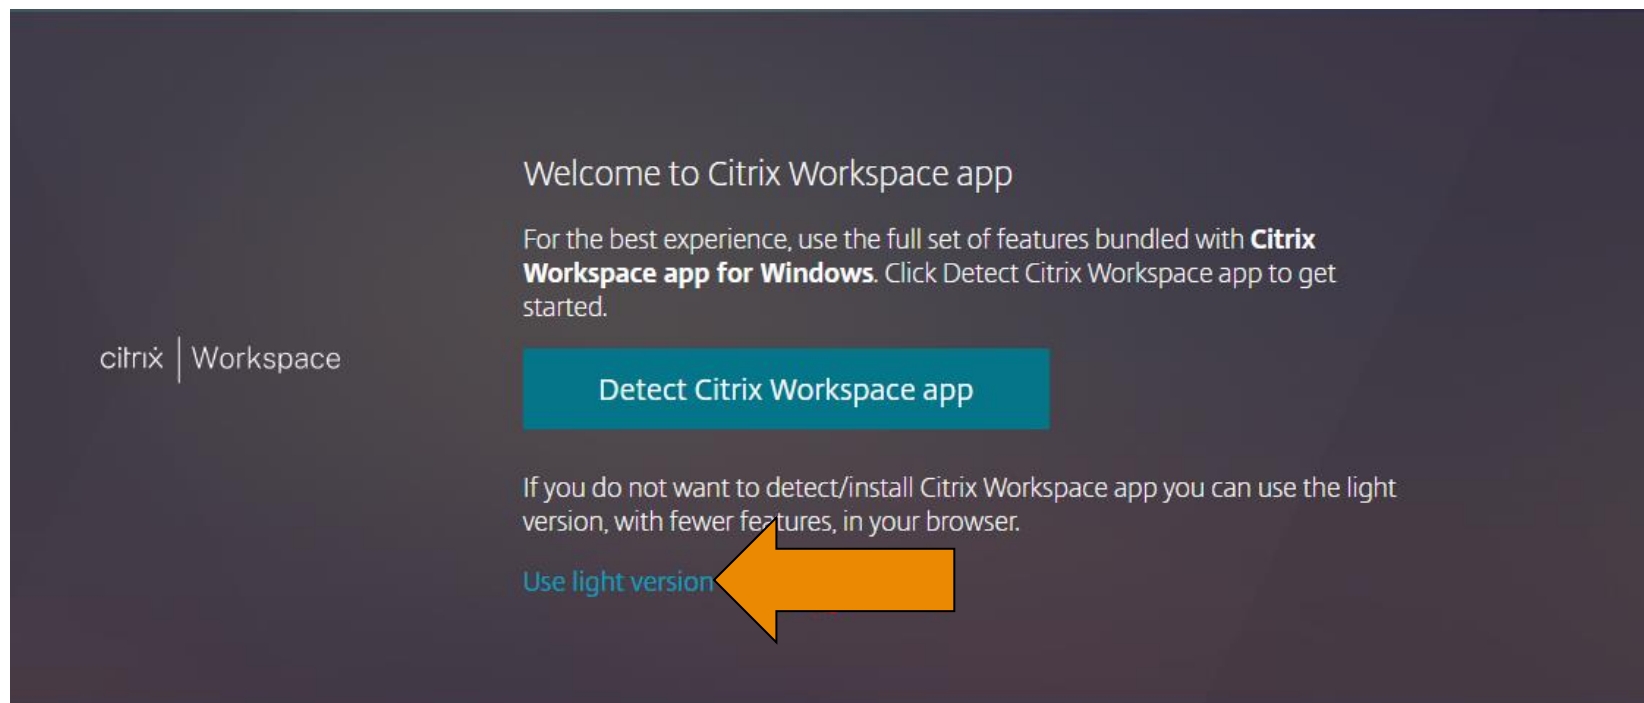 Welcome to Citrix Workspace app
For the best experience, use the full set of features bundled with Citrix
Workspace app for Windows. Click Detect Citrix Workspace app to get
started.
citrix | Workspace
Detect Citrix Workspace app
If you do not want to detect/install Citrix Workspace app you can use the light
version, with fewer features, in your browser.
Use light version